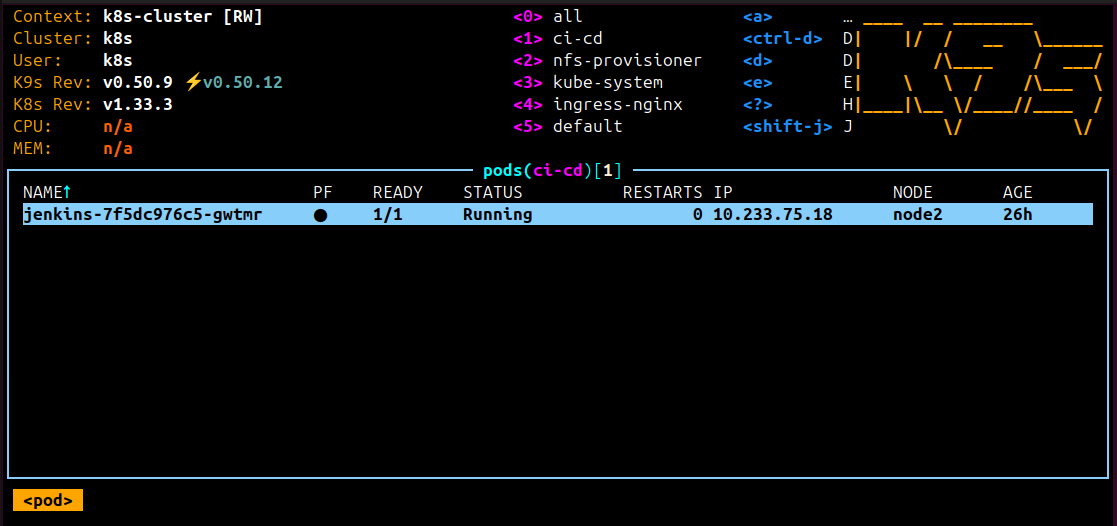 Context: k8s-cluster [RW] <0> all <a> …
Cluster: k8s <1> ci-cd <ctrl-d> D
User: k8s <2> nfs-provisioner <d> D
K9s Rev: v0.50.9 ⚡v0.50.12 <3> kube-system <e> E
K8s Rev: v1.33.3 <4> ingress-nginx <?> H
CPU: n/a <5> default <shift-j> J
MEM: n/a
pods(ci-cd)[1]
NAME↑ PF READY STATUS RESTARTS IP NODE AGE
jenkins-7f5dc976c5-gwtmr ● 1/1 Running 0 10.233.75.18 node2 26h
<pod>